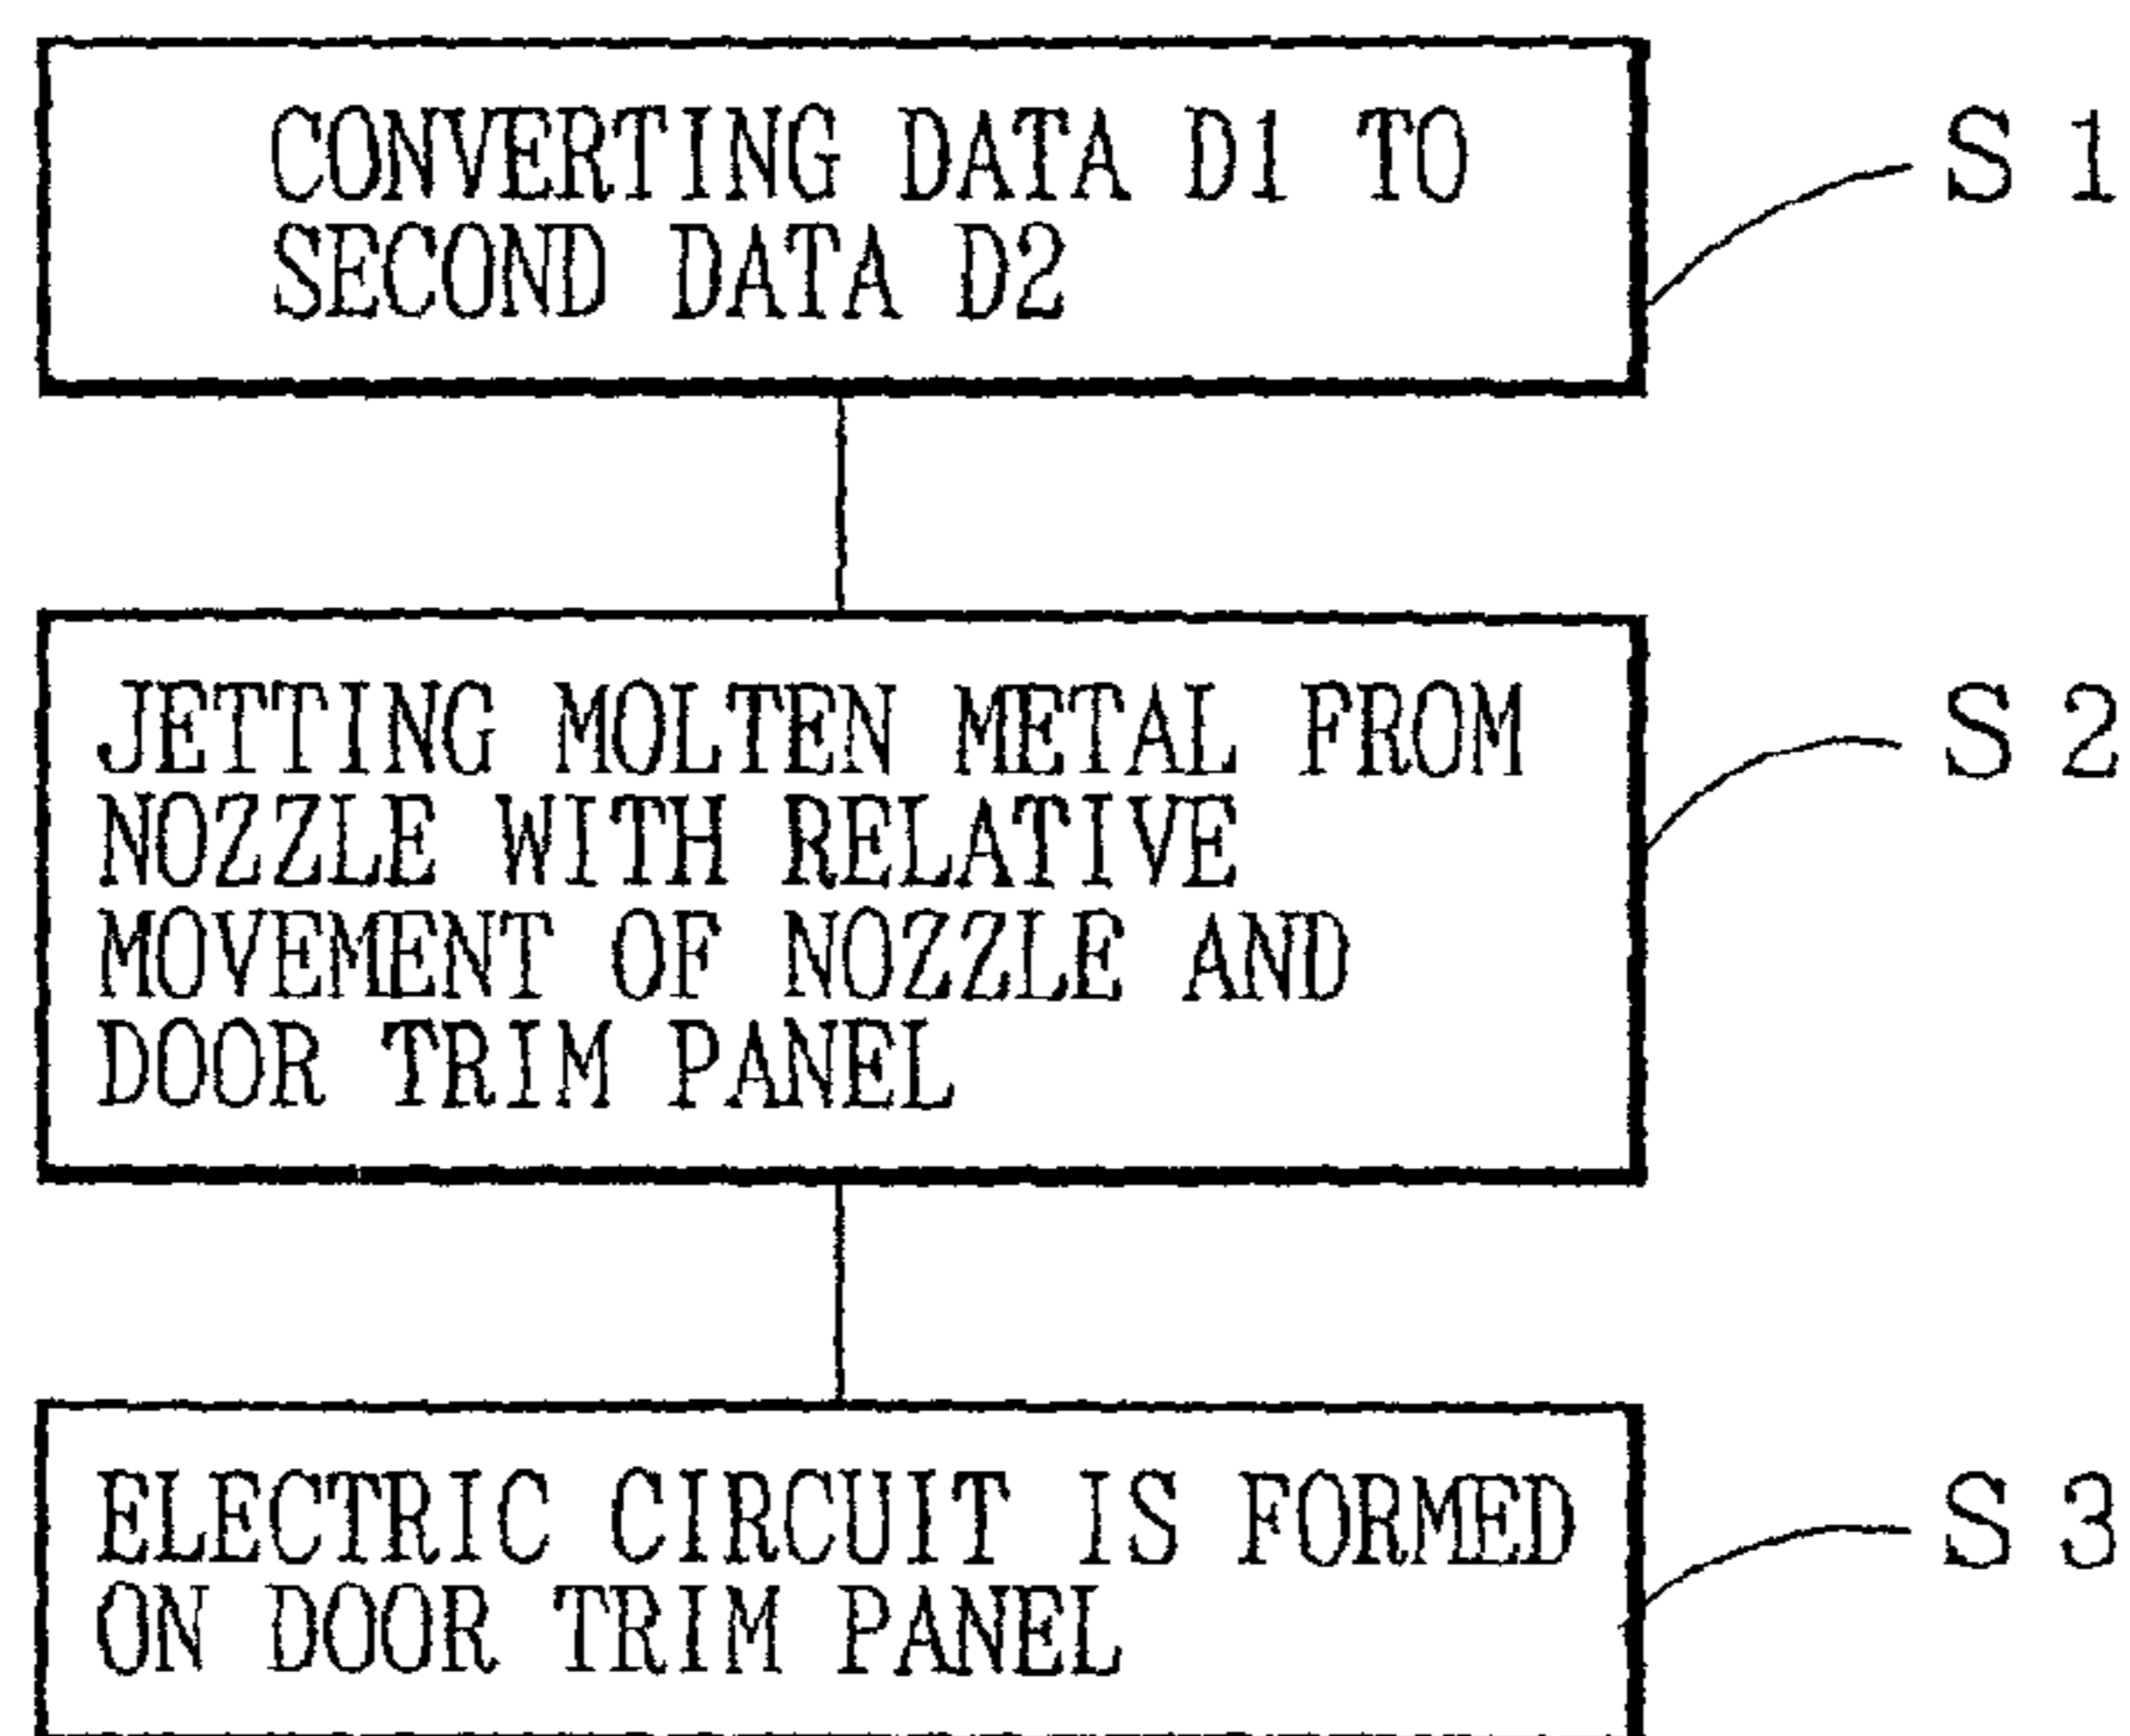 CONVERTING DATA D1 TO
SECOND DATA D2
S 1
JETTING MOLTEN METAL FROM
NOZZLE WITH RELATIVE
MOVEMENT OF NOZZLE AND
DOOR TRIM PANEL
S 2
ELECTRIC CIRCUIT IS FORMED
ON DOOR TRIM PANEL
S 3